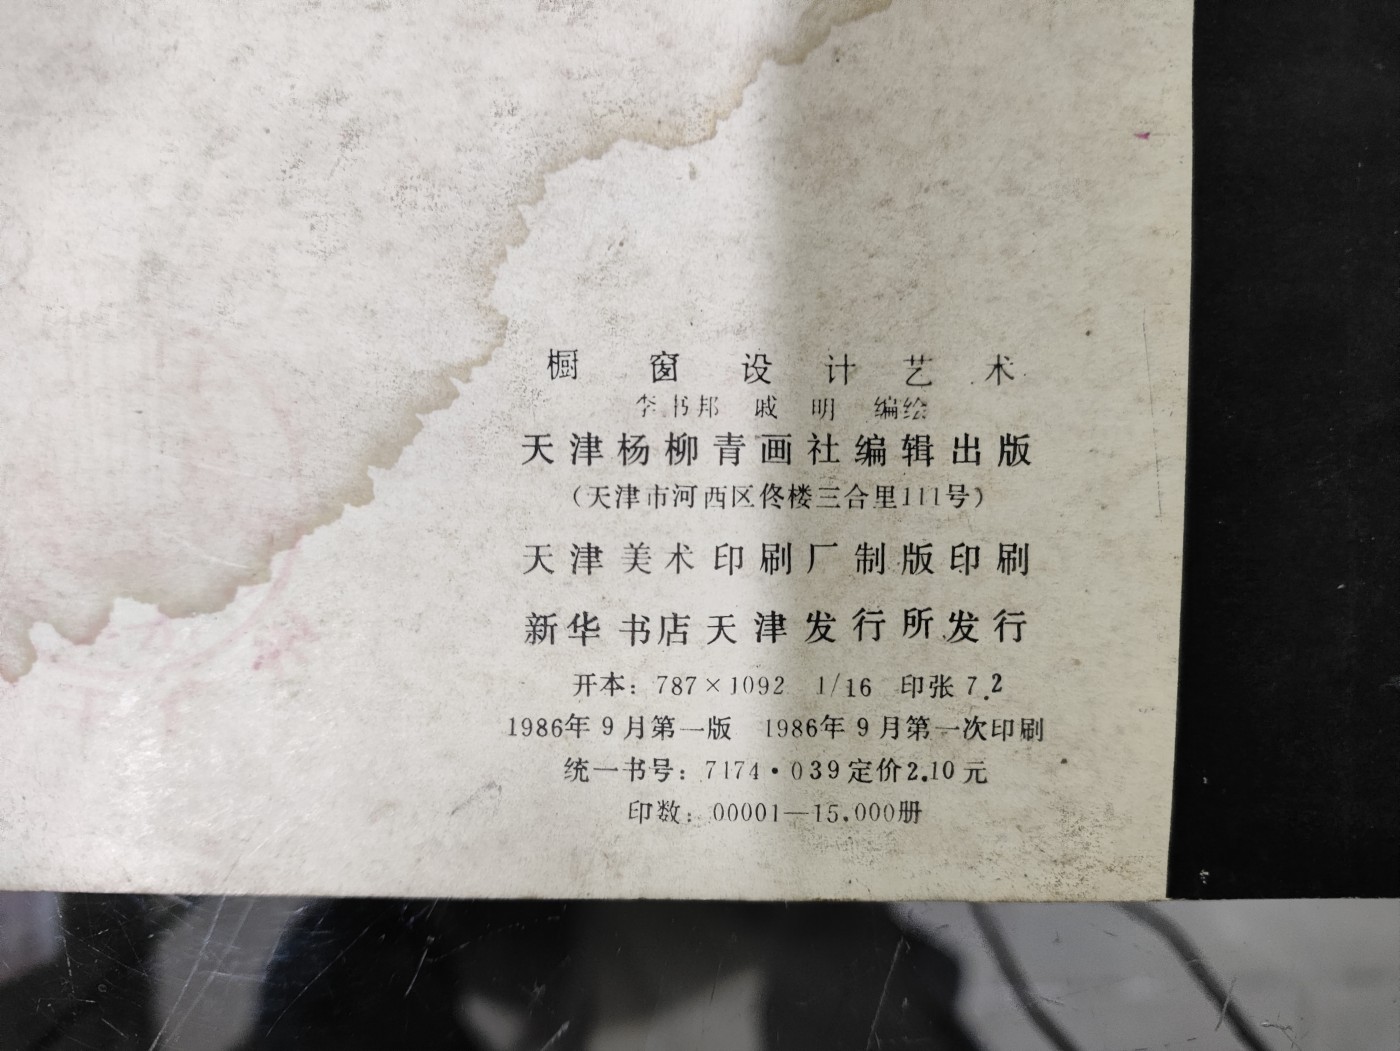 橱窗设计艺术
李书邦 戚明 编绘
天津杨柳青画社编辑出版
（天津市河西区佟楼三合里111号）
天津美术印刷厂制版印刷
新华书店天津发行所发行
开本：787×1092 1/16 印张 7.2
1986年9月第一版 1986年9月第一次印刷
统一书号：7174·039定价2.10元
印数：00001—15.000册